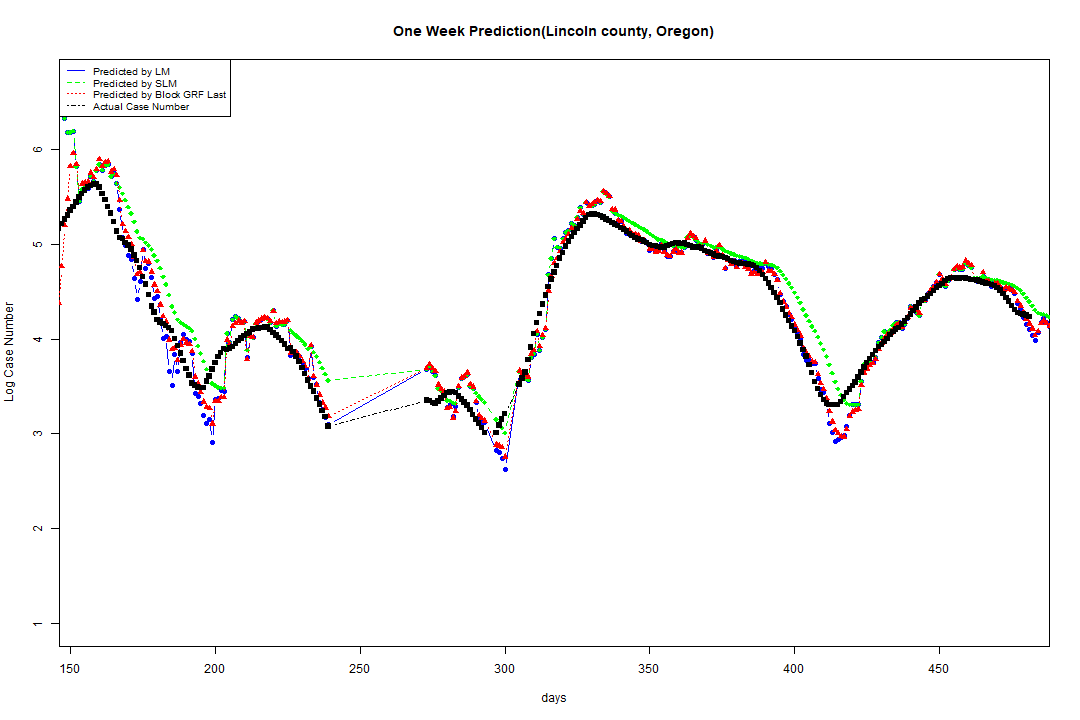 One Week Prediction(Lincoln county, Oregon)
Predicted by LM
Predicted by SLM
Predicted by Block GRF Last
Actual Case Number
Log Case Number
6
5
4
3
2
1
150 200 250 300 350 400 450
days